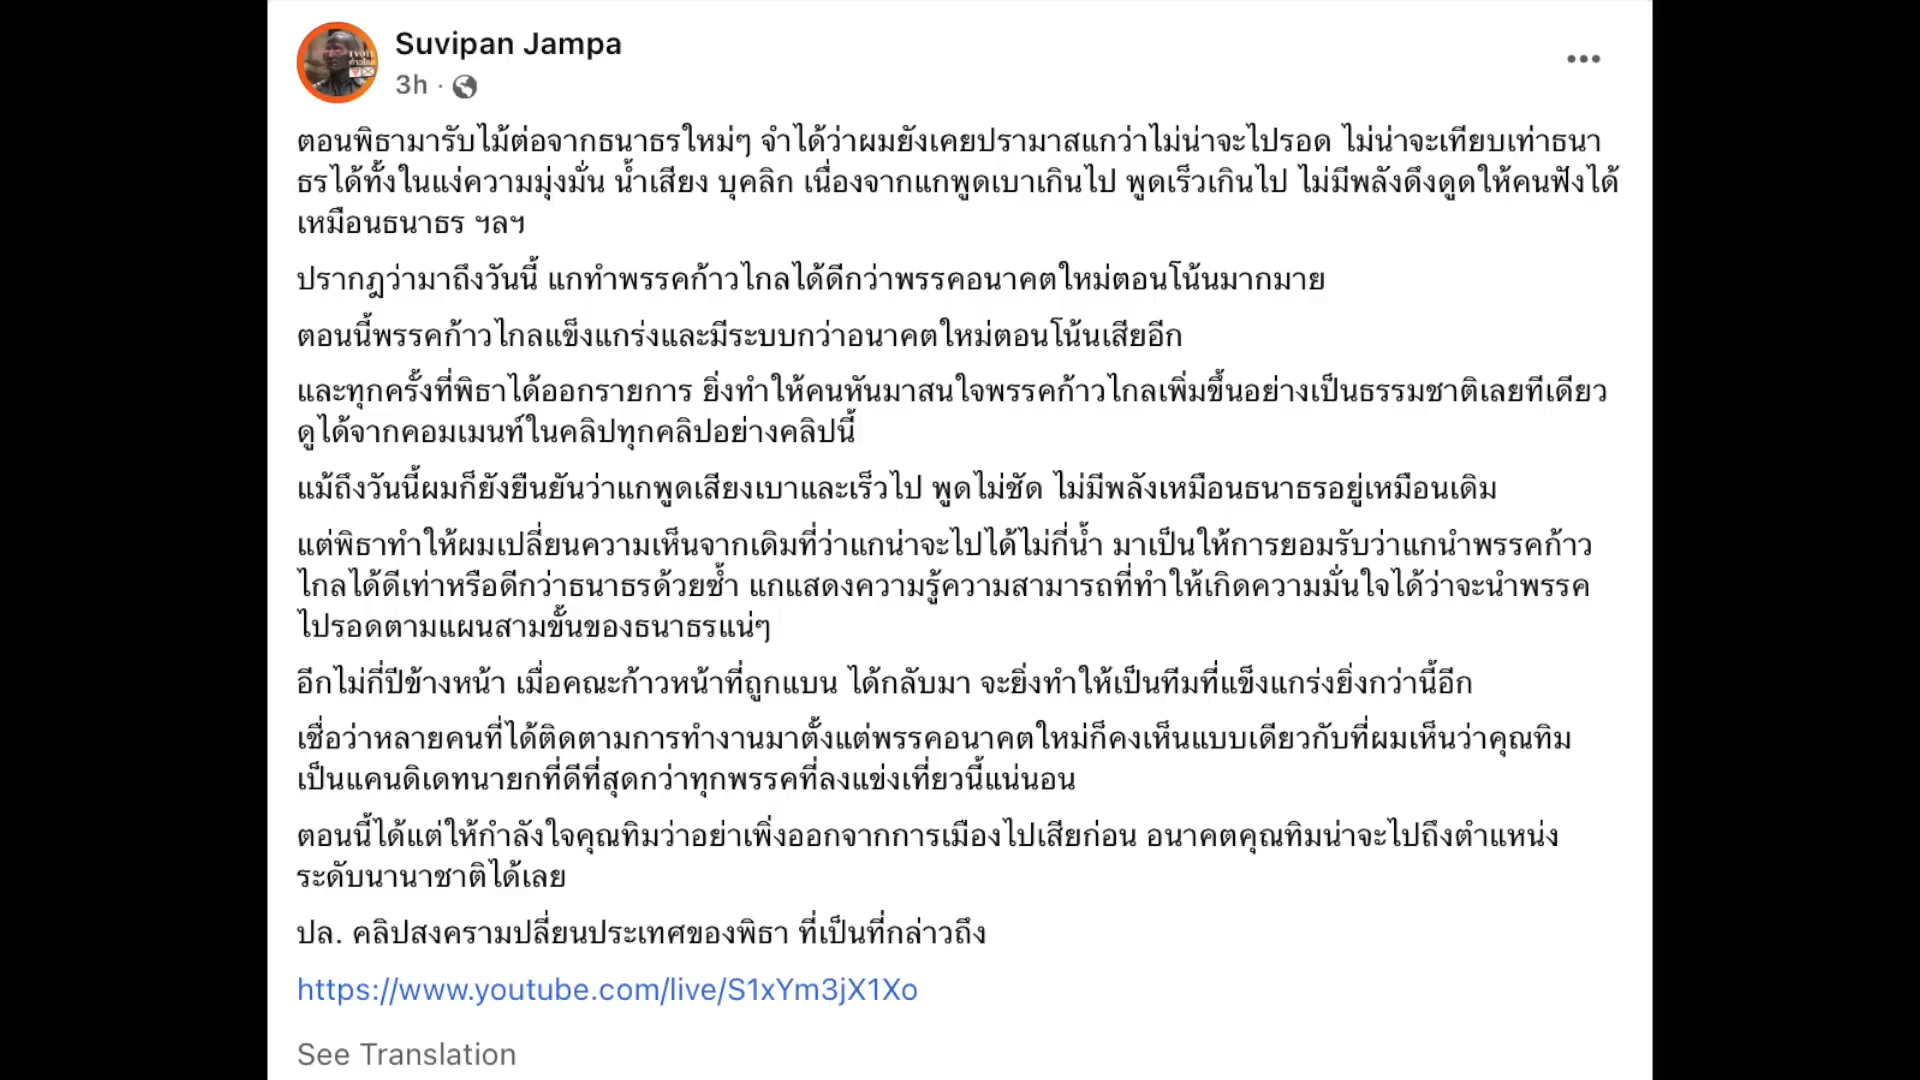 Suvipan Jampa
3h ·
ตอนพิธามารับไม้ต่อจากธนาธรใหม่ๆ จำได้ว่าผมยังเคยปรามาสแกว่าไม่น่าจะไปรอด ไม่น่าจะเทียบเท่าธนา
ธรได้ทั้งในแง่ความมุ่งมั่น น้ำเสียง บุคลิก เนื่องจากแกพูดเบาเกินไป พูดเร็วเกินไป ไม่มีพลังดึงดูดให้คนฟังได้
เหมือนธนาธร ฯลฯ
ปรากฎว่ามาถึงวันนี้ แกทำพรรคก้าวไกลได้ดีกว่าพรรคอนาคตใหม่ตอนโน้นมากมาย
ตอนนี้พรรคก้าวไกลแข็งแกร่งและมีระบบกว่าอนาคตใหม่ตอนโน้นเสียอีก
และทุกครั้งที่พิธาได้ออกรายการ ยิ่งทำให้คนหันมาสนใจพรรคก้าวไกลเพิ่มขึ้นอย่างเป็นธรรมชาติเลยทีเดียว
ดูได้จากคอมเมนท์ในคลิปทุกคลิปอย่างคลิปนี้
แม้ถึงวันนี้ผมก็ยังยืนยันว่าแกพูดเสียงเบาและเร็วไป พูดไม่ชัด ไม่มีพลังเหมือนธนาธรอยู่เหมือนเดิม
แต่พิธาทำให้ผมเปลี่ยนความเห็นจากเดิมที่ว่าแกน่าจะไปได้ไม่กี่น้ำ มาเป็นให้การยอมรับว่าแกนำพรรคก้าว
ไกลได้ดีเท่าหรือดีกว่าธนาธรด้วยซ้ำ แกแสดงความรู้ความสามารถที่ทำให้เกิดความมั่นใจได้ว่าจะนำพรรค
ไปรอดตามแผนสามขั้นของธนาธรแน่ๆ
อีกไม่กี่ปีข้างหน้า เมื่อคณะก้าวหน้าที่ถูกแบน ได้กลับมา จะยิ่งทำให้เป็นทีมที่แข็งแกร่งยิ่งกว่านี้อีก
เชื่อว่าหลายคนที่ได้ติดตามการทำงานมาตั้งแต่พรรคอนาคตใหม่ก็คงเห็นแบบเดียวกับที่ผมเห็นว่าคุณทิม
เป็นแคนดิเดทนายกที่ดีที่สุดกว่าทุกพรรคที่ลงแข่งเที่ยวนี้แน่นอน
ตอนนี้ได้แต่ให้กำลังใจคุณทิมว่าอย่าเพิ่งออกจากการเมืองไปเสียก่อน อนาคตคุณทิมน่าจะไปถึงตำแหน่ง
ระดับนานาชาติได้เลย
ปล. คลิปสงครามเปลี่ยนประเทศของพิธา ที่เป็นที่กล่าวถึง
https://www.youtube.com/live/S1xYm3jX1Xo
See Translation